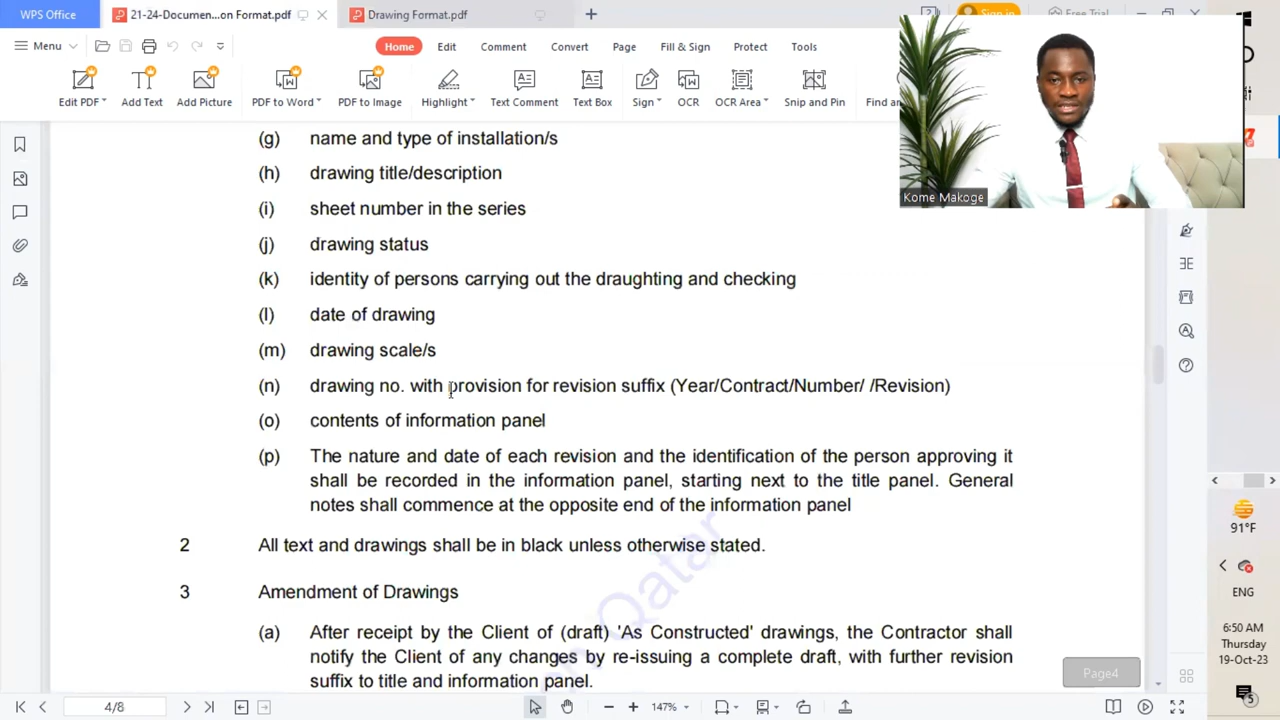 WPS Office
21-24-Documen...on Format.pdf
Drawing Format.pdf
Sign in
Free Trial
Menu
Home
Edit
Comment
Convert
Page
Fill & Sign
Protect
Tools
Edit PDF
Add Text
Add Picture
PDF to Word
PDF to Image
Highlight
Text Comment
Text Box
Sign
OCR
OCR Area
Snip and Pin
Find an
Kome Makoge
(g) name and type of installation/s
(h) drawing title/description
(i) sheet number in the series
(j) drawing status
(k) identity of persons carrying out the draughting and checking
(l) date of drawing
(m) drawing scale/s
(n) drawing no. with provision for revision suffix (Year/Contract/Number/ /Revision)
(o) contents of information panel
(p) The nature and date of each revision and the identification of the person approving it
shall be recorded in the information panel, starting next to the title panel. General
notes shall commence at the opposite end of the information panel
2 All text and drawings shall be in black unless otherwise stated.
3 Amendment of Drawings
(a) After receipt by the Client of (draft) 'As Constructed' drawings, the Contractor shall
notify the Client of any changes by re-issuing a complete draft, with further revision
suffix to title and information panel.
Qatar
Page4
4/8
147%
91°F
ENG
6:50 AM
Thursday
19-Oct-23
5